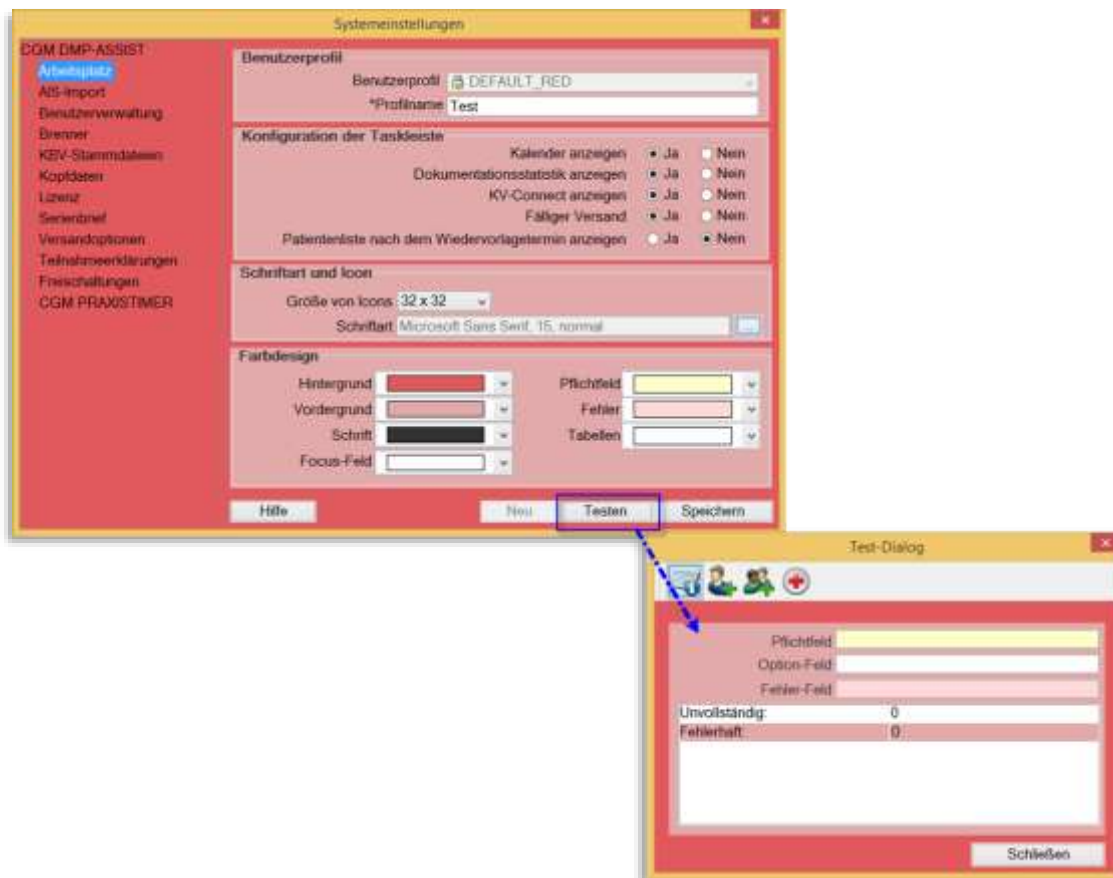 Systemeinstellungen
CGM DMP-ASSIST
Arbeitsplatz
AIS-Import
Benutzerverwaltung
Brenner
KBV-Stammdateien
Kopfdaten
Lizenz
Serienbrief
Versandoptionen
Teilnahmeerklärungen
Freischaltungen
CGM PRAXISTIMER
Benutzerprofil
Benutzerprofil DEFAULT_RED
*Profilname Test
Konfiguration der Taskleiste
Kalender anzeigen Ja Nein
Dokumentationsstatistik anzeigen Ja Nein
KV-Connect anzeigen Ja Nein
Fälliger Versand Ja Nein
Patientenliste nach dem Wiedervorlagetermin anzeigen Ja Nein
Schriftart und Icon
Größe von Icons 32 x 32
Schriftart Microsoft Sans Serif, 15, normal ...
Farbdesign
Hintergrund Pflichtfeld
Vordergrund Fehler
Schrift Tabellen
Focus-Feld
Hilfe Neu Testen Speichern
Test-Dialog
Pflichtfeld
Option-Feld
Fehler-Feld
Unvollständig: 0
Fehlerhaft: 0
Schließen